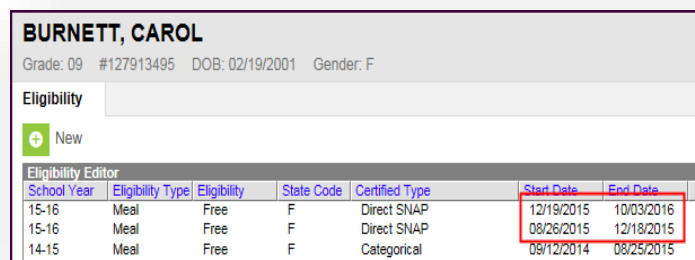 BURNETT, CAROL
Grade: 09 #127913495 DOB: 02/19/2001 Gender: F
Eligibility
New
Eligibility Editor
School Year Eligibility Type Eligibility State Code Certified Type Start Date End Date
15-16 Meal Free F Direct SNAP 12/19/2015 10/03/2016
15-16 Meal Free F Direct SNAP 08/26/2015 12/18/2015
14-15 Meal Free F Categorical 09/12/2014 08/25/2015